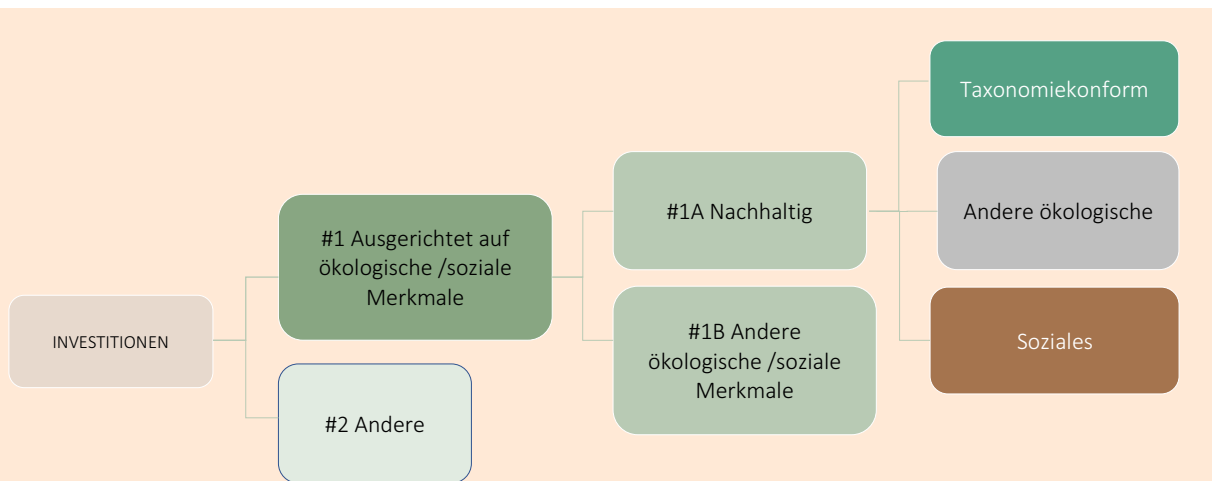 INVESTITIONEN
#1 Ausgerichtet auf
ökologische /soziale
Merkmale
#2 Andere
#1A Nachhaltig
#1B Andere
ökologische /soziale
Merkmale
Taxonomiekonform
Andere ökologische
Soziales